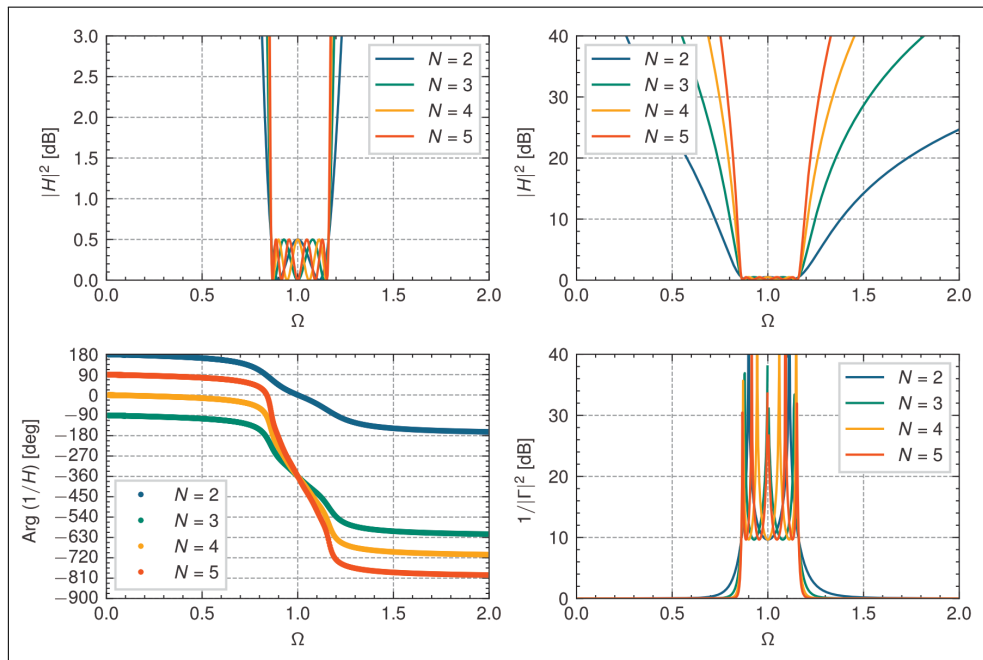 |H|² [dB]
3.0
2.5
2.0
1.5
1.0
0.5
0.0
0.0 0.5 1.0 1.5 2.0
Ω
N = 2
N = 3
N = 4
N = 5
|H|² [dB]
40
30
20
10
0
0.0 0.5 1.0 1.5 2.0
Ω
N = 2
N = 3
N = 4
N = 5
Arg (1/H) [deg]
180
90
0
−90
−180
−270
−360
−450
−540
−630
−720
−810
−900
0.0 0.5 1.0 1.5 2.0
Ω
N = 2
N = 3
N = 4
N = 5
1/|Γ|² [dB]
40
30
20
10
0
0.0 0.5 1.0 1.5 2.0
Ω
N = 2
N = 3
N = 4
N = 5